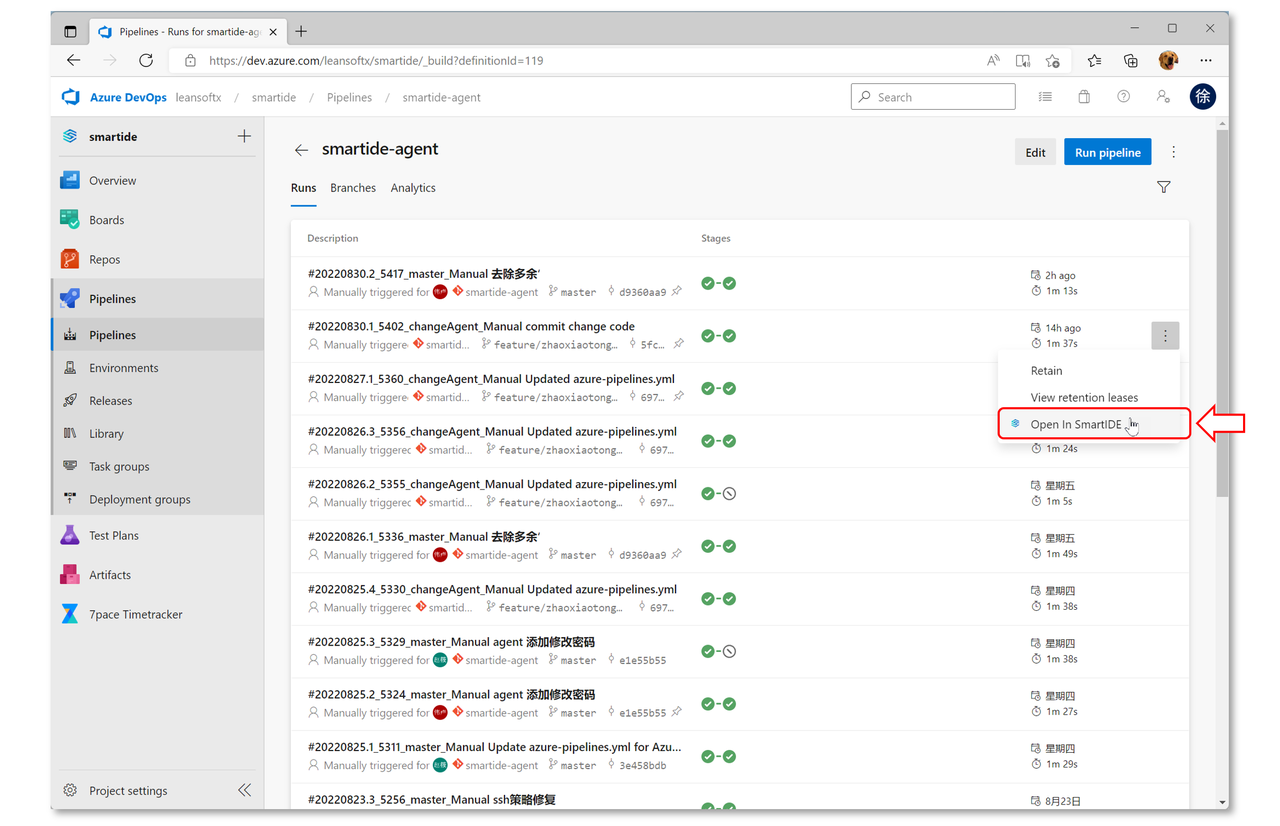 Pipelines - Runs for smartide-age
https://dev.azure.com/leansoftx/smartide/_build?definitionId=119
Azure DevOps leansoftx / smartide / Pipelines / smartide-agent
Search
徐
smartide
Overview
Boards
Repos
Pipelines
Pipelines
Environments
Releases
Library
Task groups
Deployment groups
Test Plans
Artifacts
7pace Timetracker
Project settings
smartide-agent
Edit
Run pipeline
Runs Branches Analytics
Description Stages
#20220830.2_5417_master_Manual 去除多余'
2h ago
Manually triggered for smartide-agent master d9360aa9
1m 13s
#20220830.1_5402_changeAgent_Manual commit change code
14h ago
Manually triggered smartid... feature/zhaoxiaotong... 5fc...
1m 37s
Retain
View retention leases
Open In SmartIDE
#20220827.1_5360_changeAgent_Manual Updated azure-pipelines.yml
Manually triggered smartid... feature/zhaoxiaotong... 697...
#20220826.3_5356_changeAgent_Manual Updated azure-pipelines.yml
Manually triggered smartid... feature/zhaoxiaotong... 697...
1m 24s
#20220826.2_5355_changeAgent_Manual Updated azure-pipelines.yml
星期五
Manually triggered smartid... feature/zhaoxiaotong... 697...
1m 5s
#20220826.1_5336_master_Manual 去除多余'
星期五
Manually triggered for smartide-agent master d9360aa9
1m 49s
#20220825.4_5330_changeAgent_Manual Updated azure-pipelines.yml
星期四
Manually triggered smartid... feature/zhaoxiaotong... 697...
1m 38s
#20220825.3_5329_master_Manual agent 添加修改密码
星期四
Manually triggered for smartide-agent master e1e55b55
1m 38s
#20220825.2_5324_master_Manual agent 添加修改密码
星期四
Manually triggered for smartide-agent master e1e55b55
1m 27s
#20220825.1_5311_master_Manual Update azure-pipelines.yml for Azu...
星期四
Manually triggered for smartide-agent master 3e458bdb
1m 29s
#20220823.3_5256_master_Manual ssh策略修复
8月23日